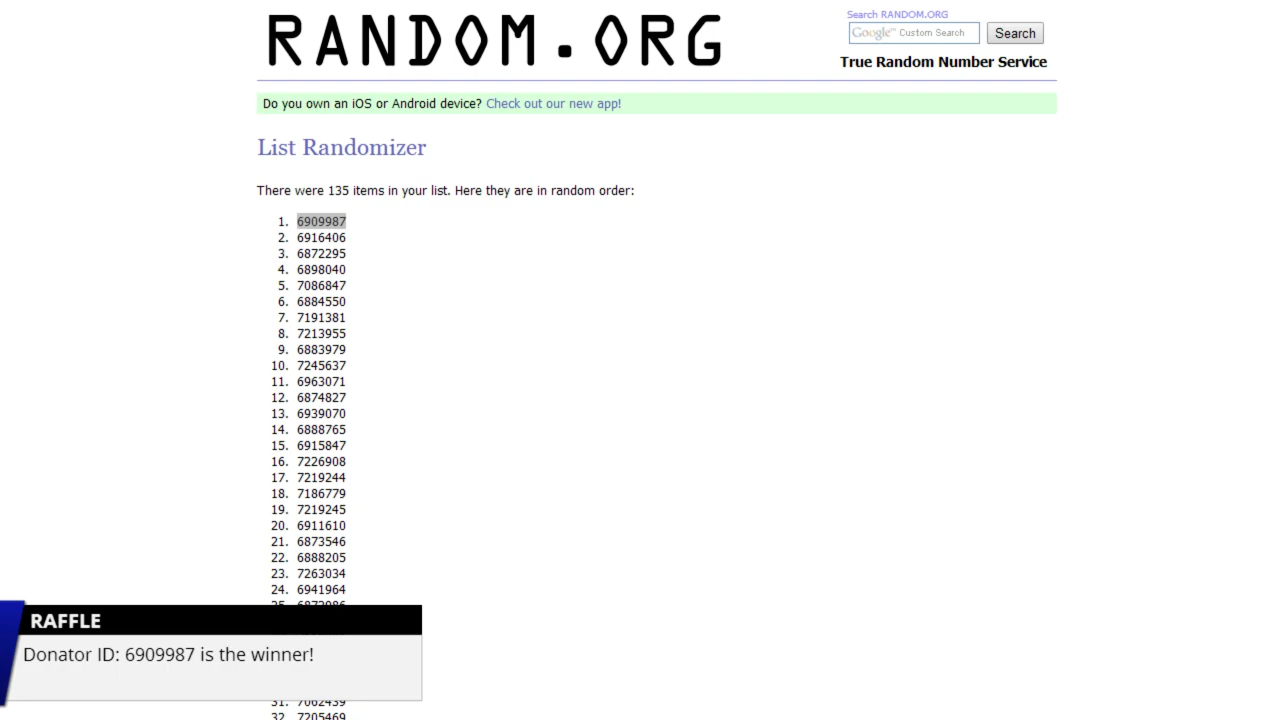 RANDOM.ORG
Search RANDOM.ORG
Google™ Custom Search
Search
True Random Number Service
Do you own an iOS or Android device? Check out our new app!
List Randomizer
There were 135 items in your list. Here they are in random order:
1. 6909987
2. 6916406
3. 6872295
4. 6898040
5. 7086847
6. 6884550
7. 7191381
8. 7213955
9. 6883979
10. 7245637
11. 6963071
12. 6874827
13. 6939070
14. 6888765
15. 6915847
16. 7226908
17. 7219244
18. 7186779
19. 7219245
20. 6911610
21. 6873546
22. 6888205
23. 7263034
24. 6941964
RAFFLE
Donator ID: 6909987 is the winner!
32. 7205469